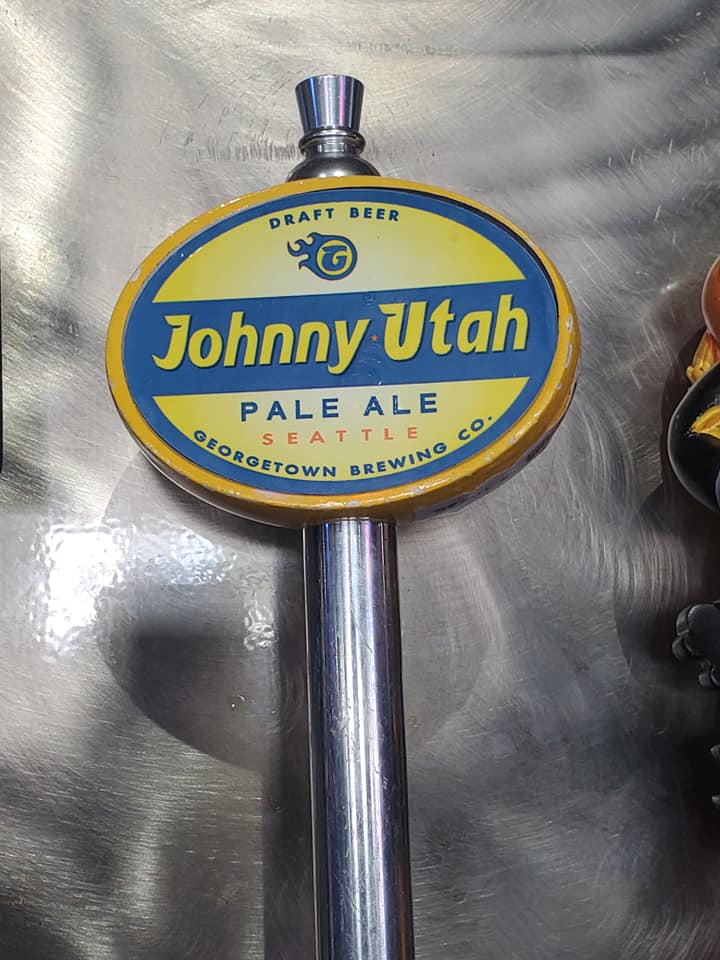 DRAFT BEER
G
Johnny Utah
PALE ALE
SEATTLE
GEORGETOWN BREWING CO.